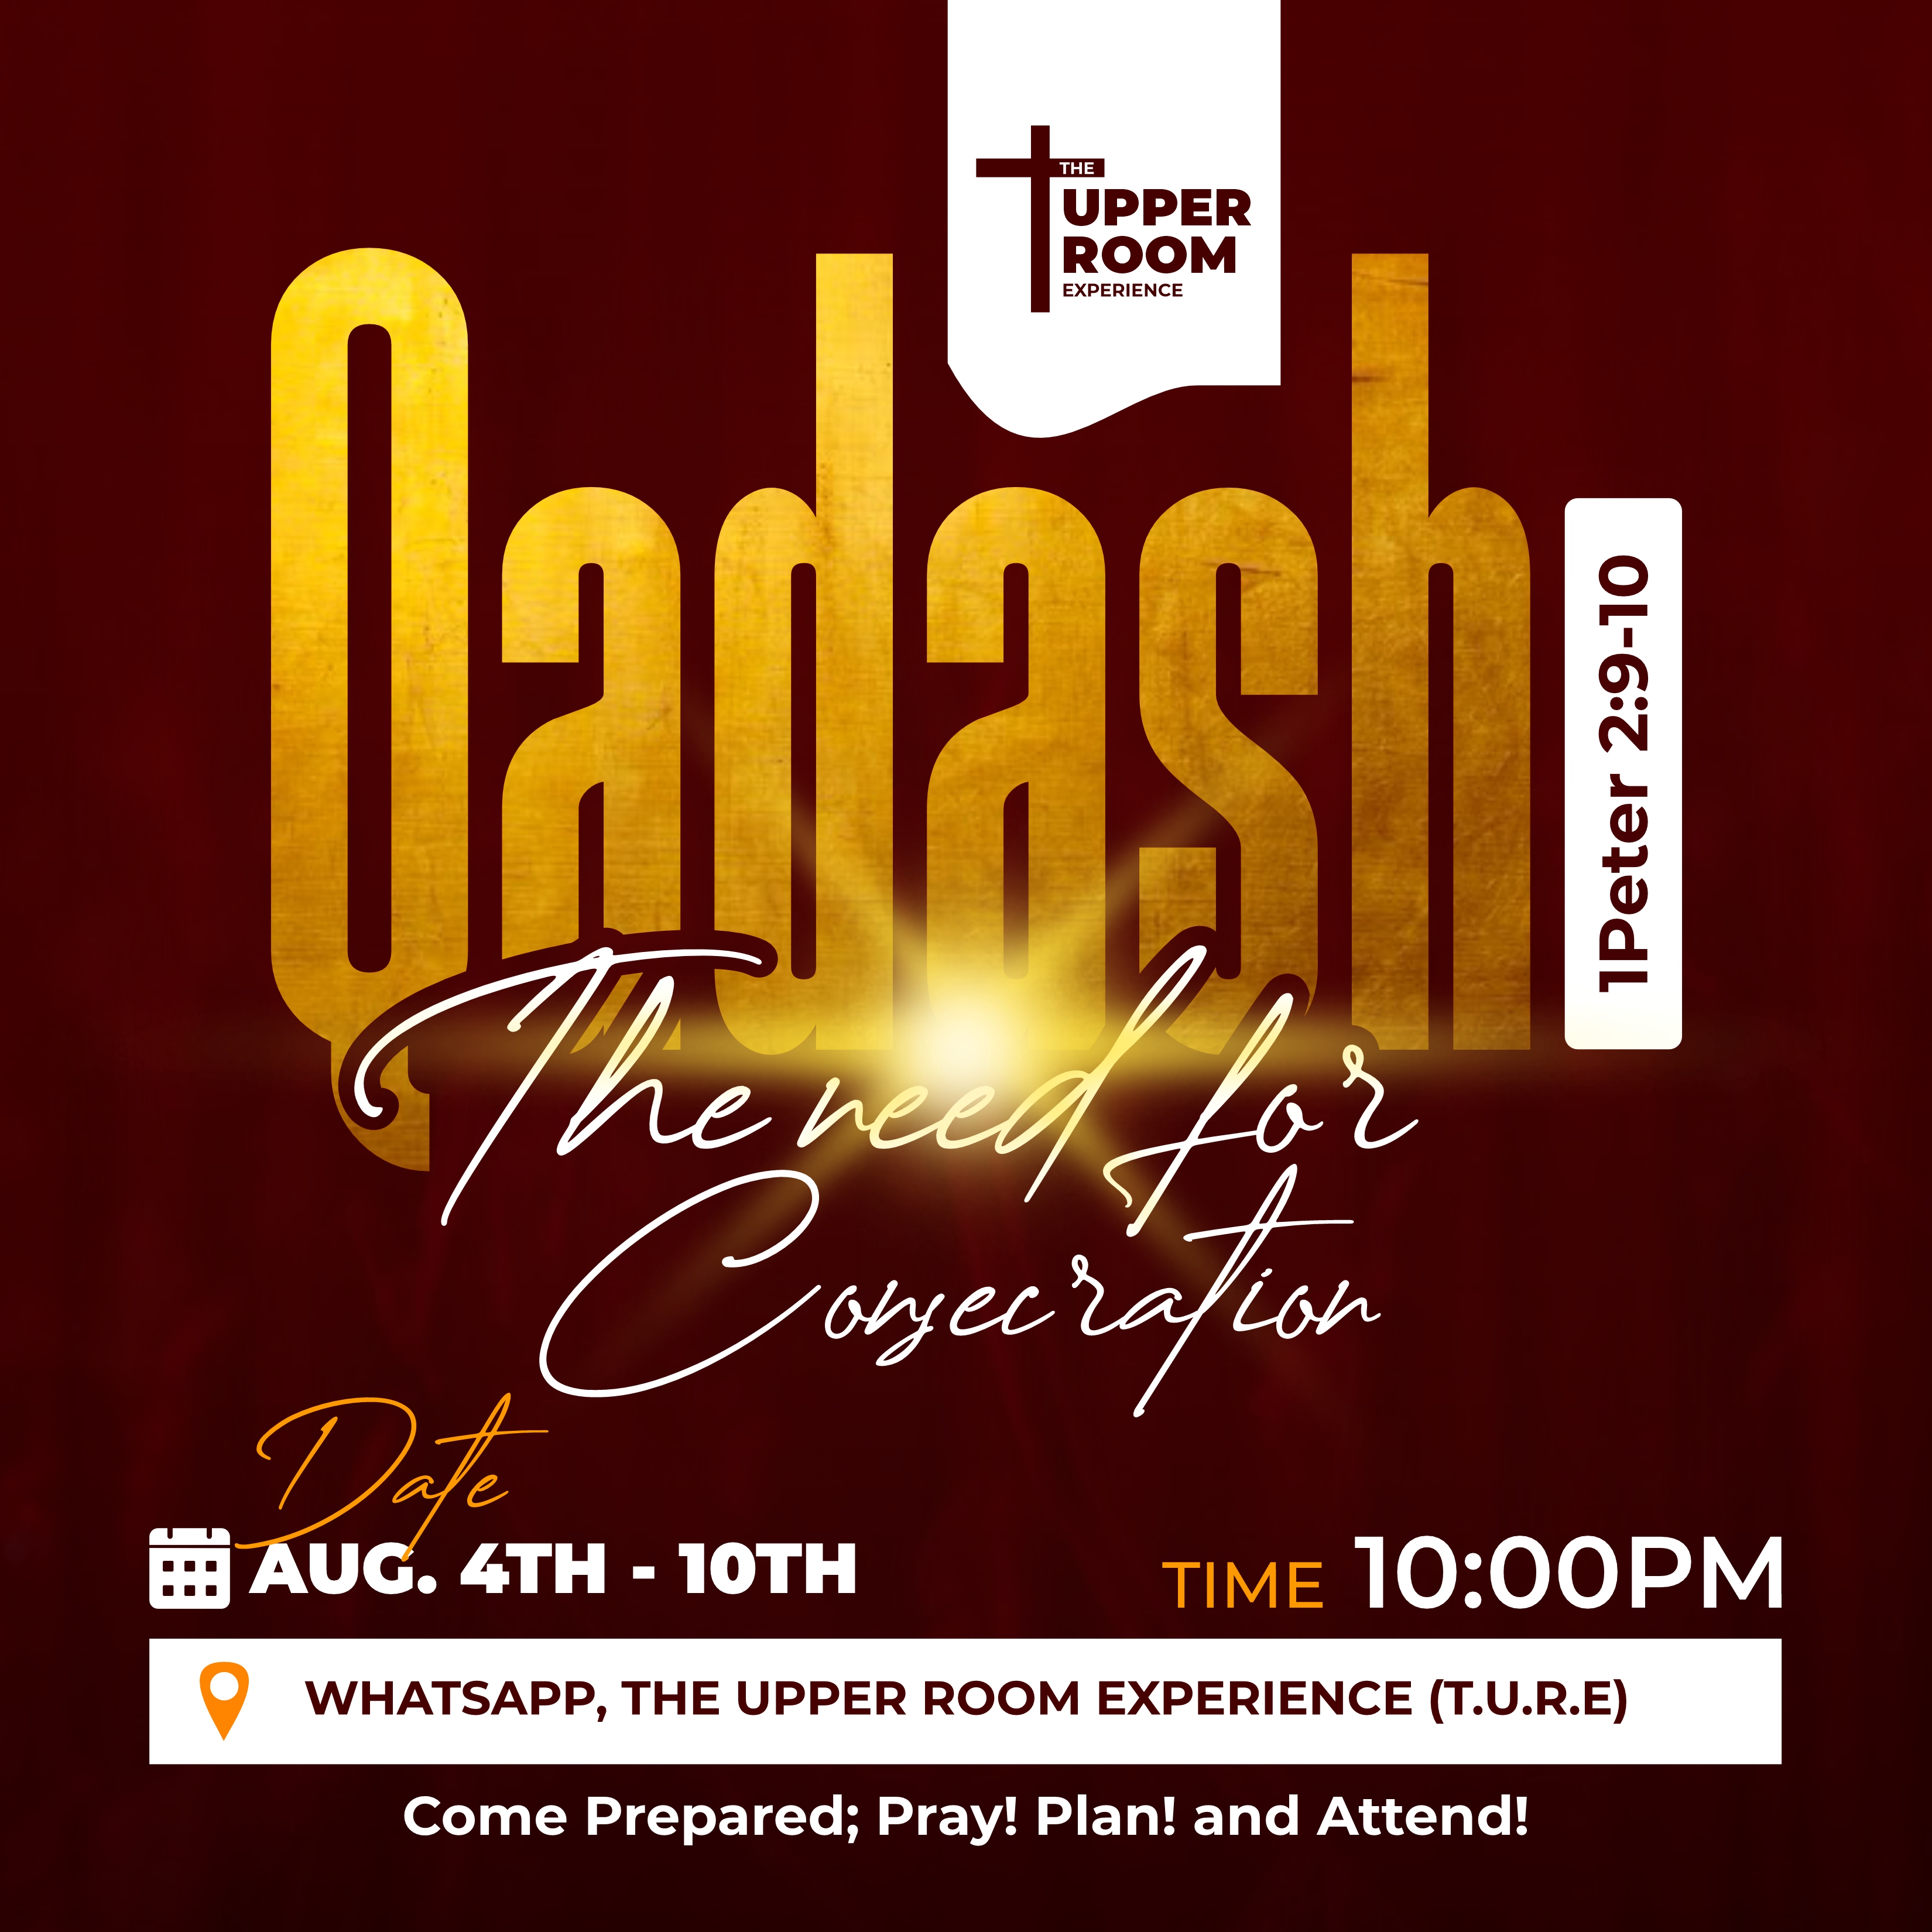 THE
UPPER
ROOM
EXPERIENCE
Qadash
1Peter 2:9-10
The need for
Consecration
Date
AUG. 4TH - 10TH
TIME 10:00PM
WHATSAPP, THE UPPER ROOM EXPERIENCE (T.U.R.E)
Come Prepared; Pray! Plan! and Attend!